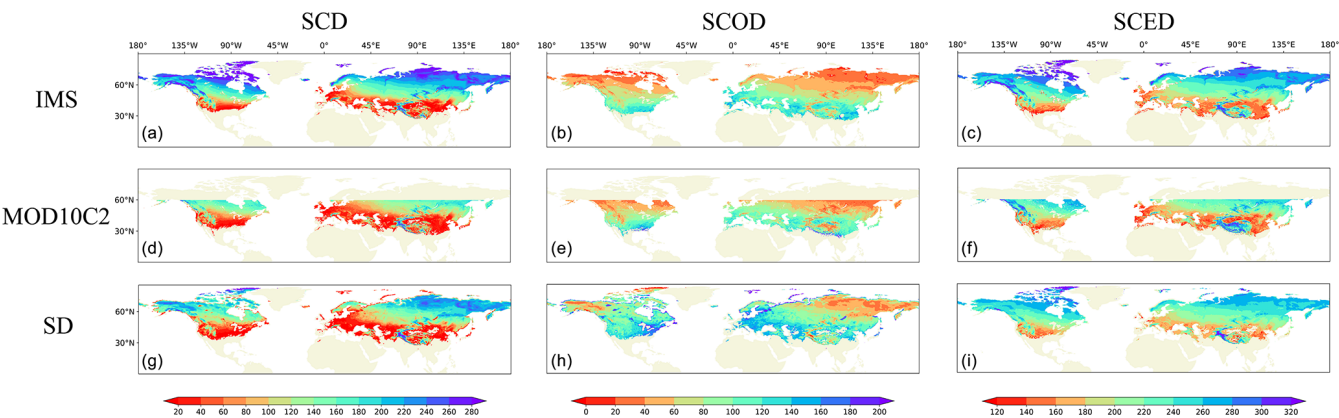 SCD SCOD SCED
180° 135°W 90°W 45°W 0° 45°E 90°E 135°E 180° 180° 135°W 90°W 45°W 0° 45°E 90°E 135°E 180° 180° 135°W 90°W 45°W 0° 45°E 90°E 135°E 180°
IMS 60°N 30°N (a) (b) (c)
MOD10C2 60°N 30°N (d) (e) (f)
SD 60°N 30°N (g) (h) (i)
20 40 60 80 100 120 140 160 180 200 220 240 260 280 0 20 40 60 80 100 120 140 160 180 200 120 140 160 180 200 220 240 260 280 300 320